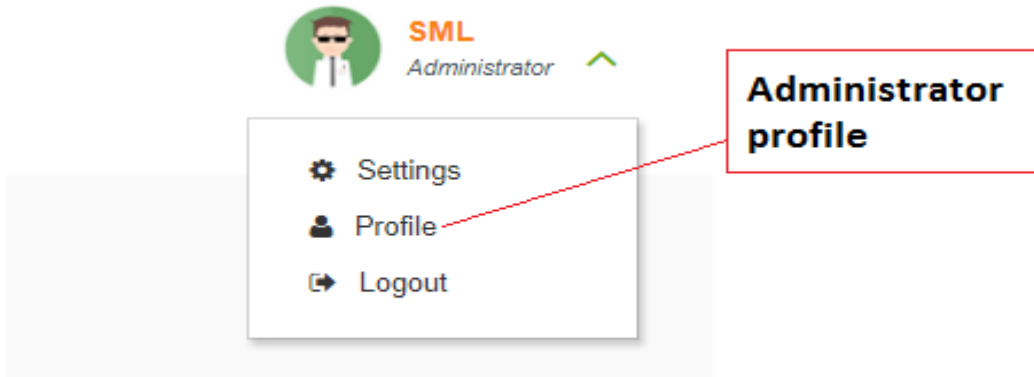 SML
Administrator
Administrator
profile
Settings
Profile
Logout